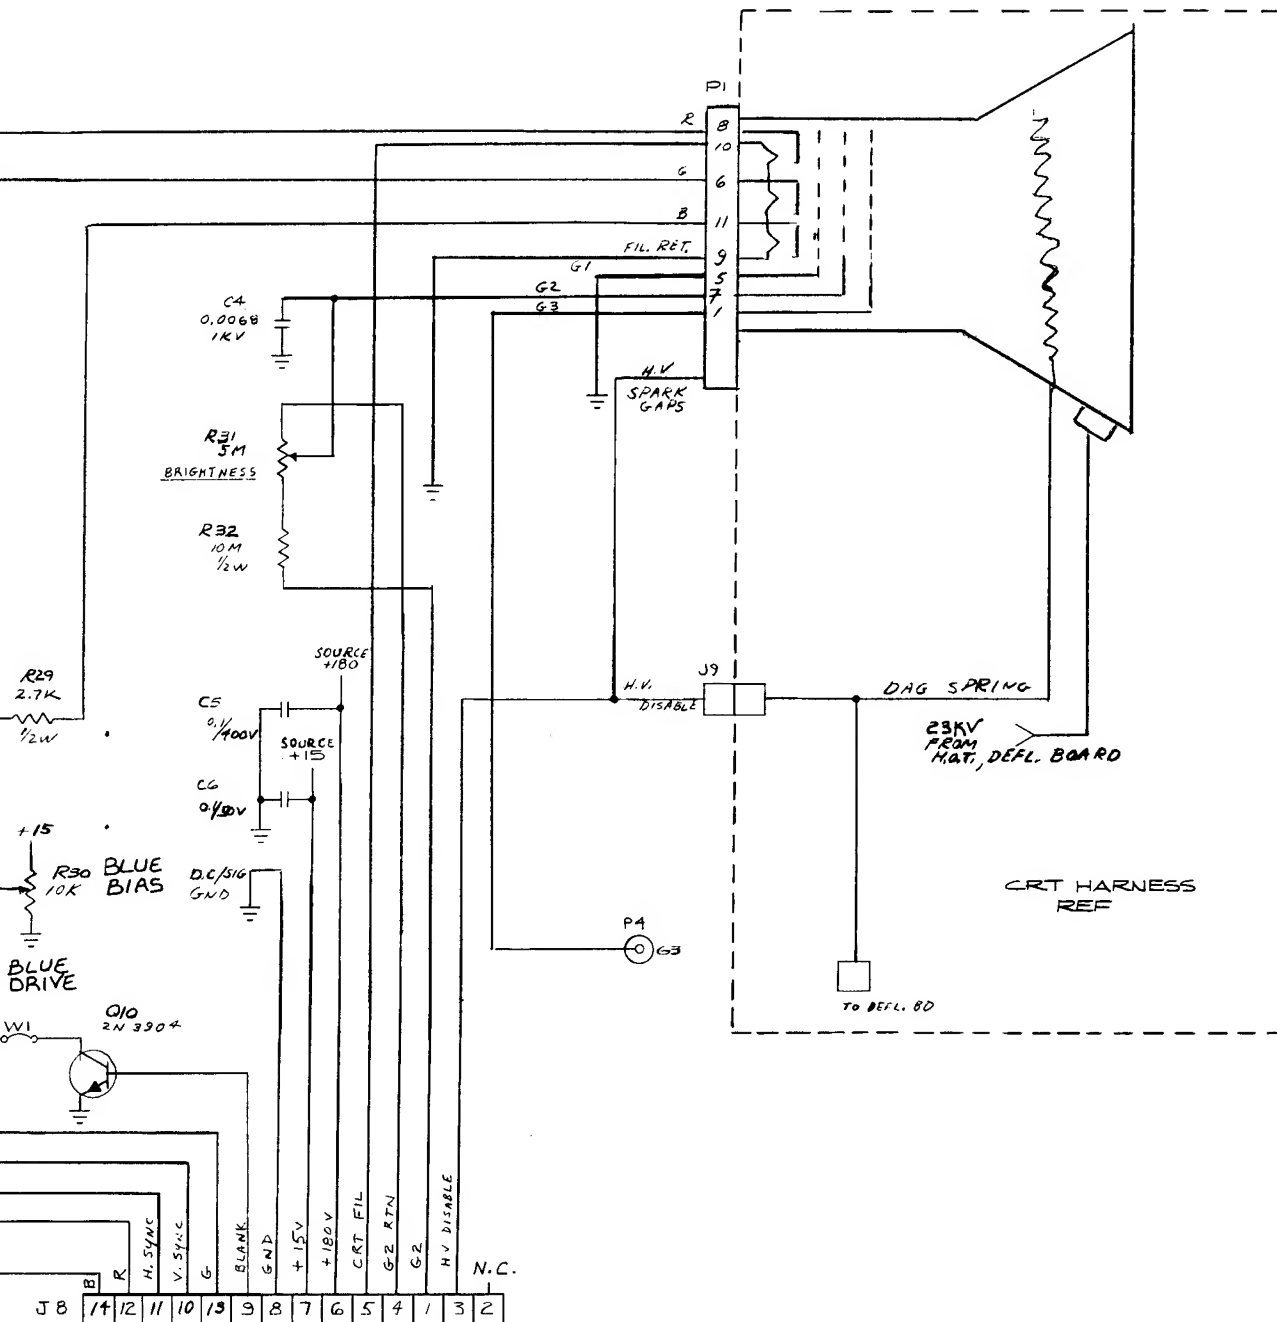 P1
R
8
10
G
6
B
11
FIL. RET.
9
G1
5
G2
7
G3
1
C4
0.0068
1KV
H.V
SPARK
GAPS
R31
5M
BRIGHTNESS
R32
10M
1/2W
R29
2.7K
1/2W
SOURCE
+180
C5
0.1/400V
SOURCE
+15
C6
0.1/50V
H.V.
DISABLE
J9
DAG SPRING
23KV
FROM
H.O.T., DEFL. BOARD
+15
R30
10K
BLUE
BIAS
D.C/SIG
GND
CRT HARNESS
REF
P4
G3
BLUE
DRIVE
TO DEFL. BD
W1
Q10
2N3904
B
R
H. SYNC
V. SYNC
G
BLANK
GND
+15V
+180V
CRT FIL
G2 RTN
G2
HV DISABLE
N.C.
J8 14 12 11 10 13 9 8 7 6 5 4 1 3 2